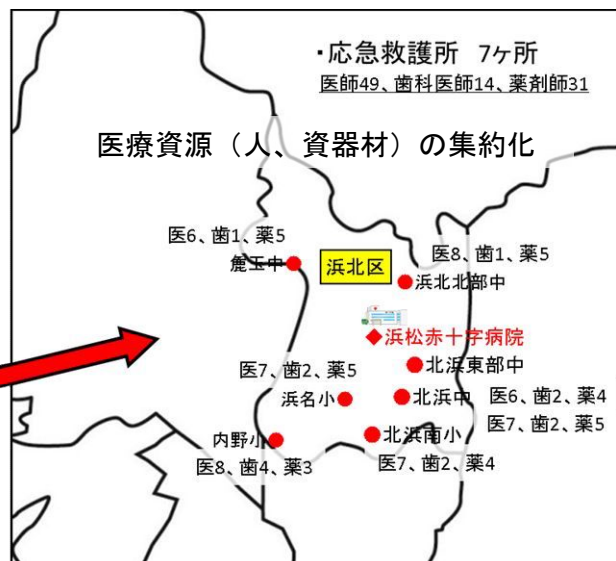 ・応急救護所 7ヶ所
医師49、歯科医師14、薬剤師31
医療資源（人、資器材）の集約化
医6、歯1、薬5
麁玉中
浜北区
医8、歯1、薬5
浜北北部中
浜松赤十字病院
北浜東部中
医7、歯2、薬5
浜名小
北浜中
医6、歯2、薬4
医7、歯2、薬5
内野小
北浜南小
医8、歯4、薬3
医7、歯2、薬4